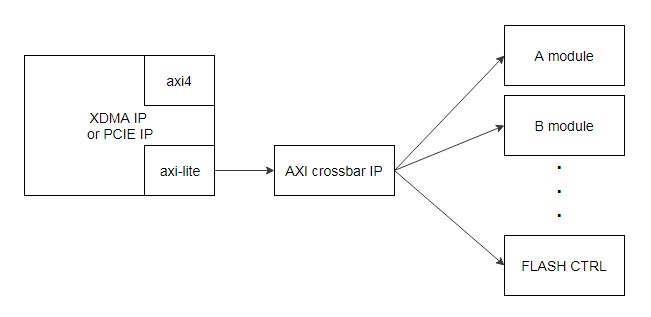 axi4
XDMA IP
or PCIE IP
axi-lite
AXI crossbar IP
A module
B module
FLASH CTRL